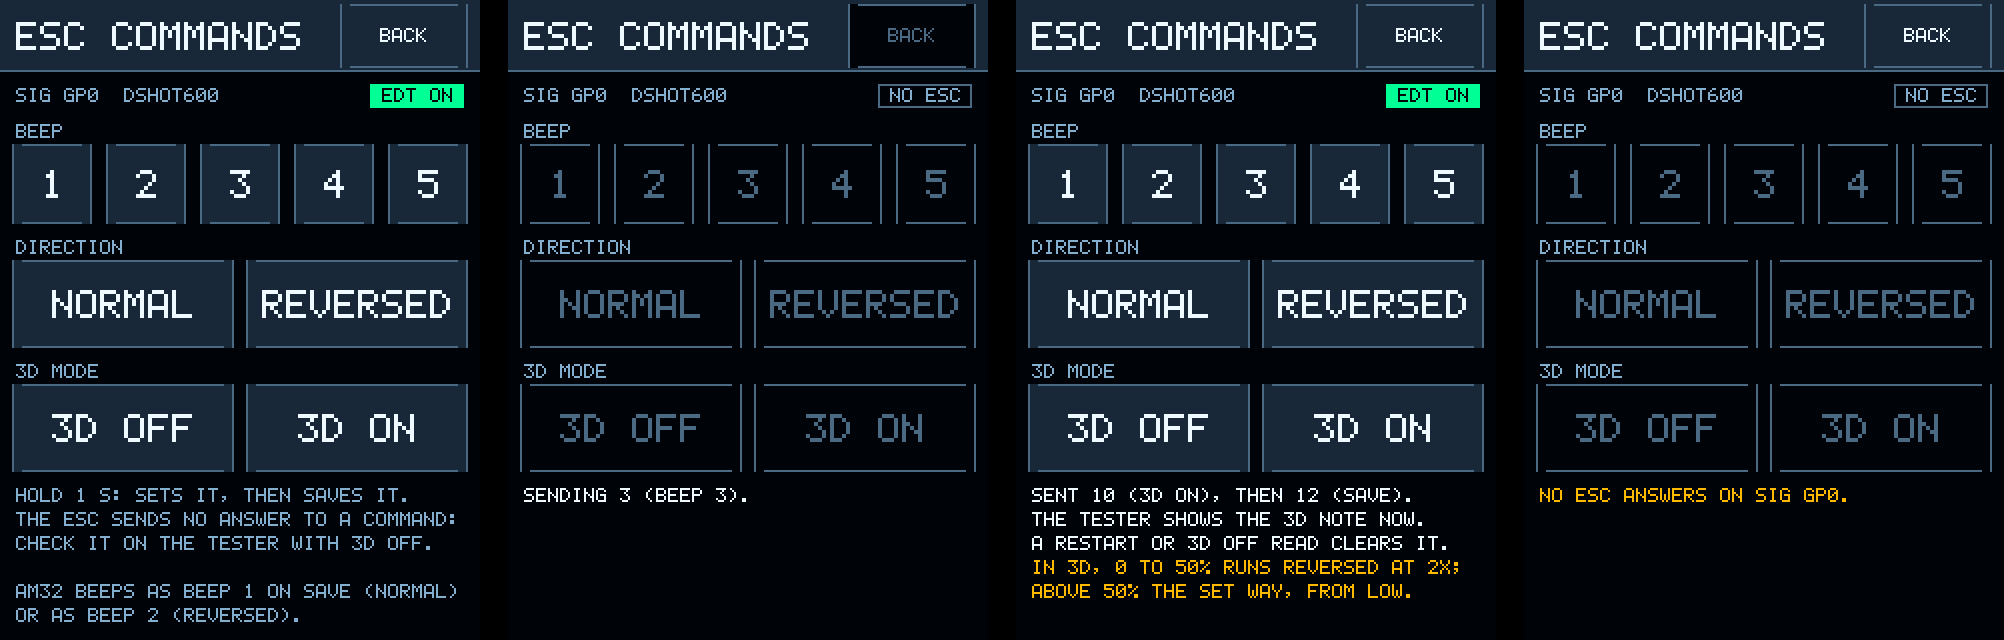 ESC COMMANDS BACK
SIG GP0 DSHOT600 EDT ON
BEEP
1 2 3 4 5
DIRECTION
NORMAL REVERSED
3D MODE
3D OFF 3D ON
HOLD 1 S: SETS IT, THEN SAVES IT.
THE ESC SENDS NO ANSWER TO A COMMAND:
CHECK IT ON THE TESTER WITH 3D OFF.
AM32 BEEPS AS BEEP 1 ON SAVE (NORMAL)
OR AS BEEP 2 (REVERSED).
ESC COMMANDS BACK
SIG GP0 DSHOT600 NO ESC
BEEP
1 2 3 4 5
DIRECTION
NORMAL REVERSED
3D MODE
3D OFF 3D ON
SENDING 3 (BEEP 3).
ESC COMMANDS BACK
SIG GP0 DSHOT600 EDT ON
BEEP
1 2 3 4 5
DIRECTION
NORMAL REVERSED
3D MODE
3D OFF 3D ON
SENT 10 (3D ON), THEN 12 (SAVE).
THE TESTER SHOWS THE 3D NOTE NOW.
A RESTART OR 3D OFF READ CLEARS IT.
IN 3D, 0 TO 50% RUNS REVERSED AT 2X;
ABOVE 50% THE SET WAY, FROM LOW.
ESC COMMANDS BACK
SIG GP0 DSHOT600 NO ESC
BEEP
1 2 3 4 5
DIRECTION
NORMAL REVERSED
3D MODE
3D OFF 3D ON
NO ESC ANSWERS ON SIG GP0.